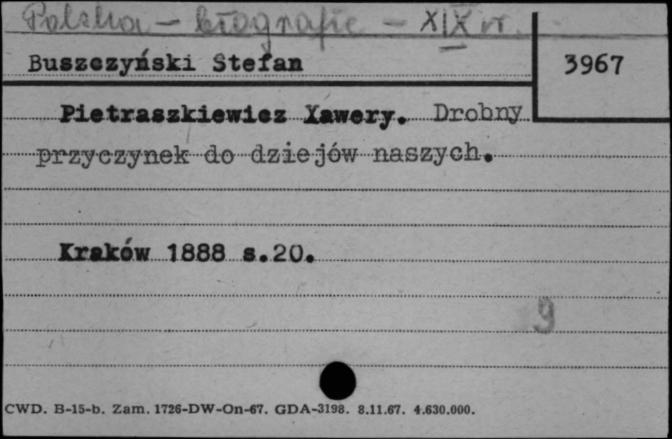 Polska - biografie - XIX w.
Buszczyński Stefan
3967
Pietraszkiewicz Xawery. Drobny
przyczynek do dziejów naszych.
Kraków 1888 s.20.
9
CWD. B-15-b. Zam. 1726-DW-On-67. GDA-3198. 8.11.67. 4.630.000.